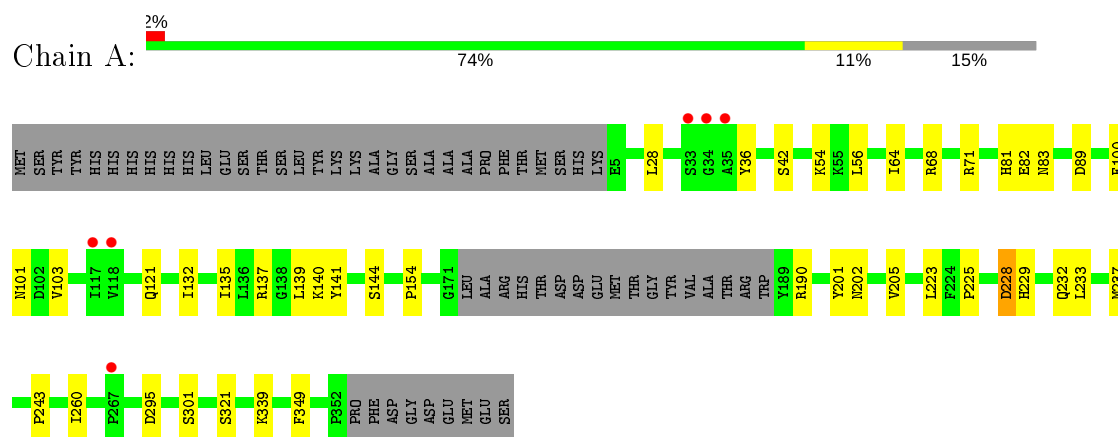 2%
Chain A:
74% 11% 15%
MET SER TYR TYR HIS HIS HIS HIS HIS HIS LEU GLU SER THR SER LEU TYR LYS LYS ALA GLY SER ALA ALA ALA PRO PHE THR MET SER HIS LYS E5 L28 S33 G34 A35 Y36 S42 K54 K55 L56 I64 R68 R71 H81 E82 N83 D89 E100
N101 D102 V103 I117 V118 Q121 I132 I135 L136 R137 G138 L139 K140 Y141 S144 P154 G171 LEU ALA ARG HIS THR ASP ASP GLU MET THR GLY TYR VAL ALA THR ARG TRP Y189 R190 Y201 N202 V205 L223 F224 P225 D228 H229 Q232 L233 M237
P243 I260 P267 D295 S301 S321 K339 F349 P352 PRO PHE ASP GLY ASP GLU MET GLU SER